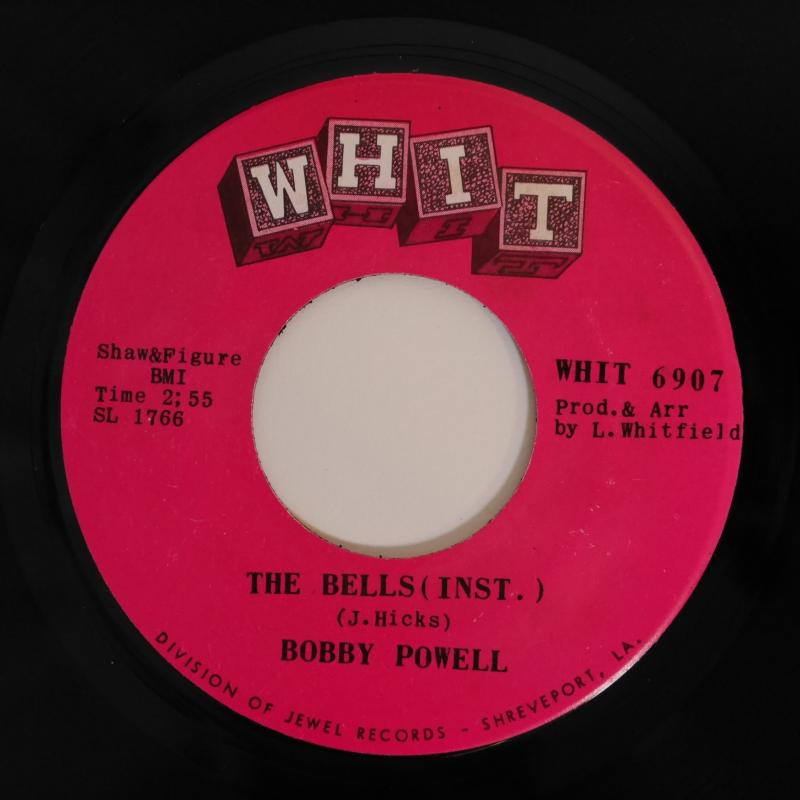 WHIT
Shaw&Figure
BMI
Time 2;55
SL 1766
WHIT 6907
Prod.& Arr
by L.Whitfield
THE BELLS(INST.)
(J.Hicks)
BOBBY POWELL
DIVISION OF JEWEL RECORDS - SHREVEPORT, LA.